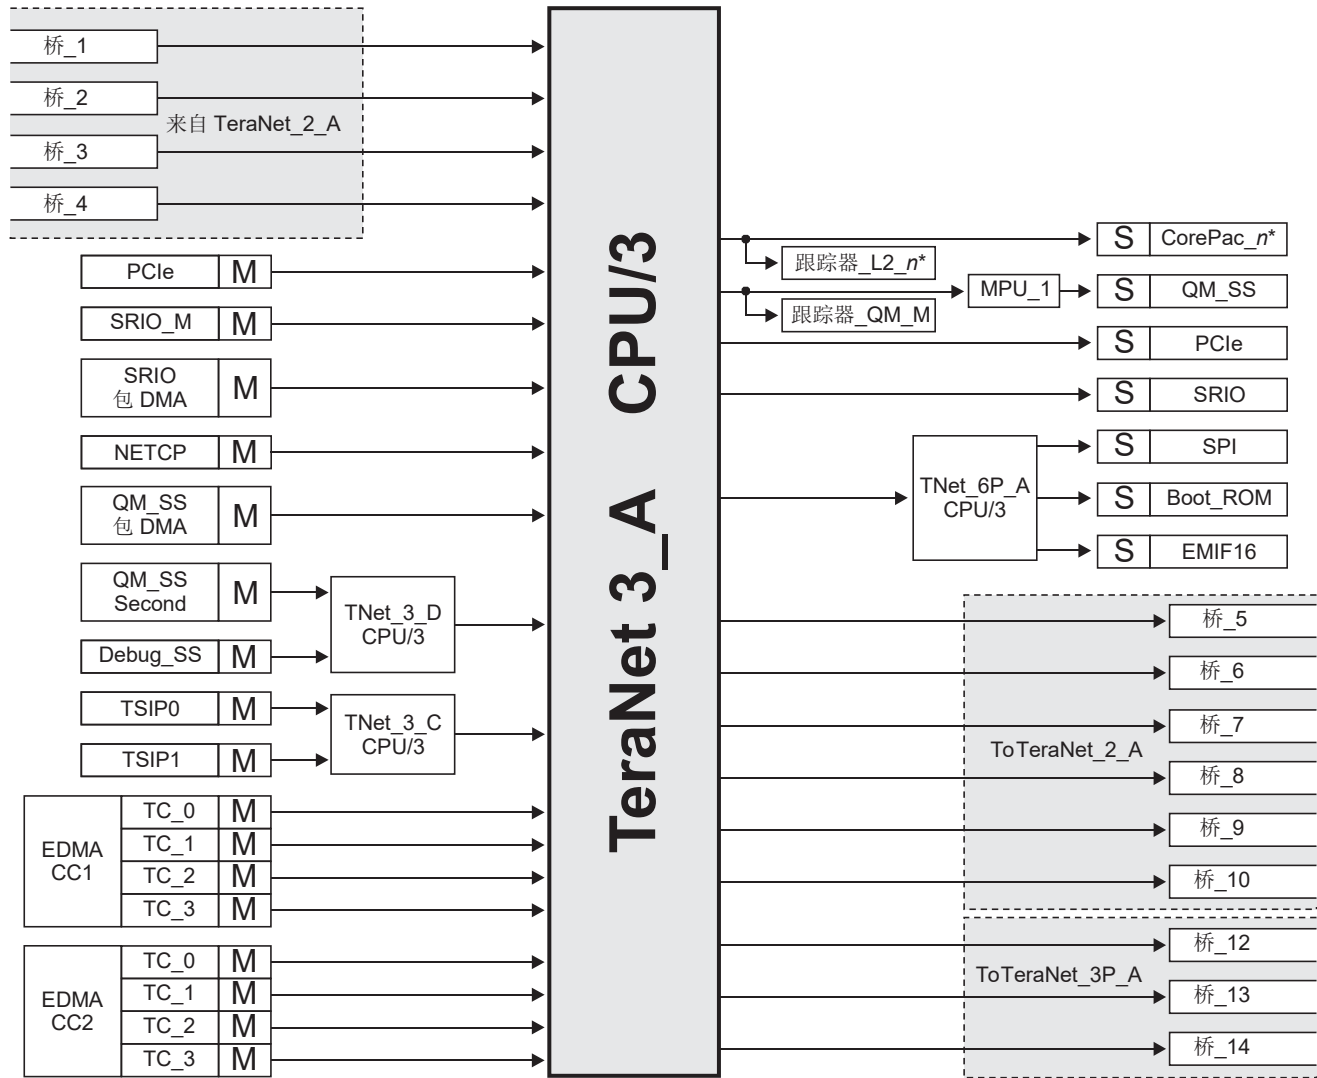 桥_1
桥_2
来自 TeraNet_2_A
桥_3
桥_4
PCIe M
SRIO_M M
SRIO
包 DMA
M
NETCP M
QM_SS
包 DMA
M
QM_SS
Second
M
Debug_SS M
TNet_3_D
CPU/3
TSIP0 M
TSIP1 M
TNet_3_C
CPU/3
EDMA
CC1
TC_0 M
TC_1 M
TC_2 M
TC_3 M
EDMA
CC2
TC_0 M
TC_1 M
TC_2 M
TC_3 M
TeraNet 3_A CPU/3
S CorePac_n*
跟踪器_L2_n*
MPU_1
S QM_SS
跟踪器_QM_M
S PCIe
S SRIO
TNet_6P_A
CPU/3
S SPI
S Boot_ROM
S EMIF16
桥_5
桥_6
桥_7
ToTeraNet_2_A
桥_8
桥_9
桥_10
桥_12
ToTeraNet_3P_A
桥_13
桥_14